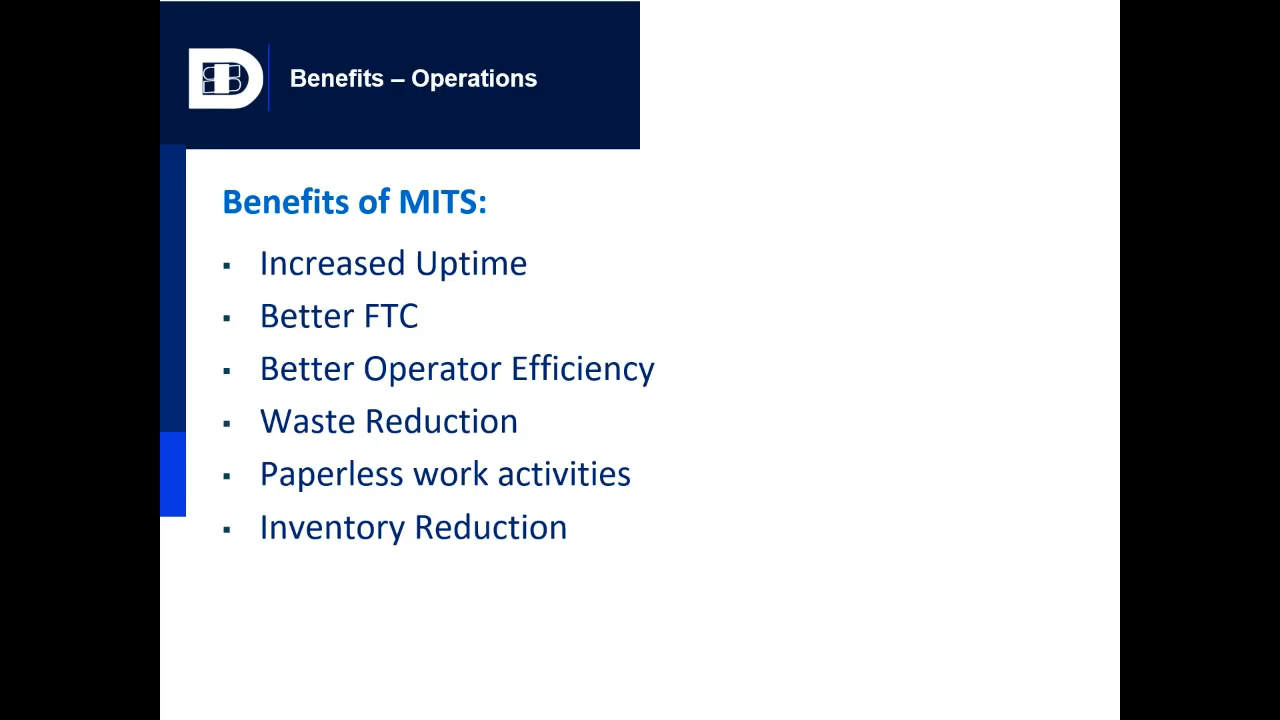 Benefits – Operations
Benefits of MITS:
▪ Increased Uptime
▪ Better FTC
▪ Better Operator Efficiency
▪ Waste Reduction
▪ Paperless work activities
▪ Inventory Reduction